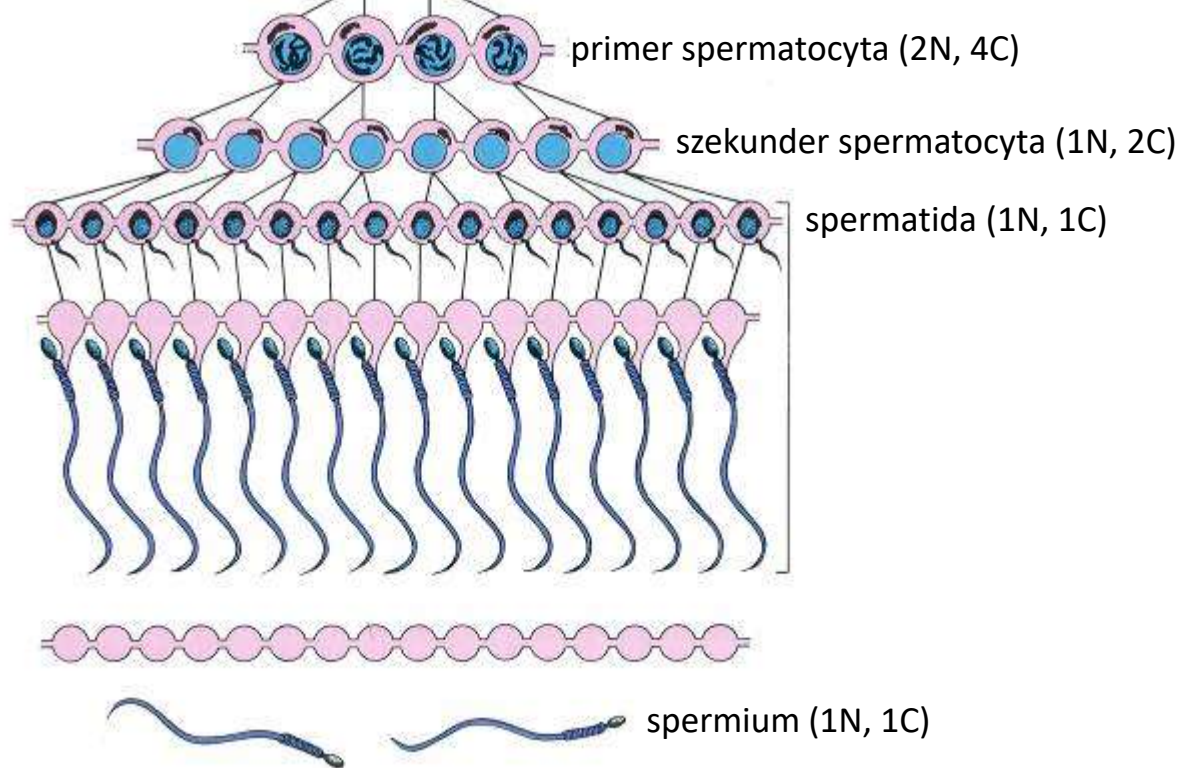 primer spermatocyta (2N, 4C)
szekunder spermatocyta (1N, 2C)
spermatida (1N, 1C)
spermium (1N, 1C)